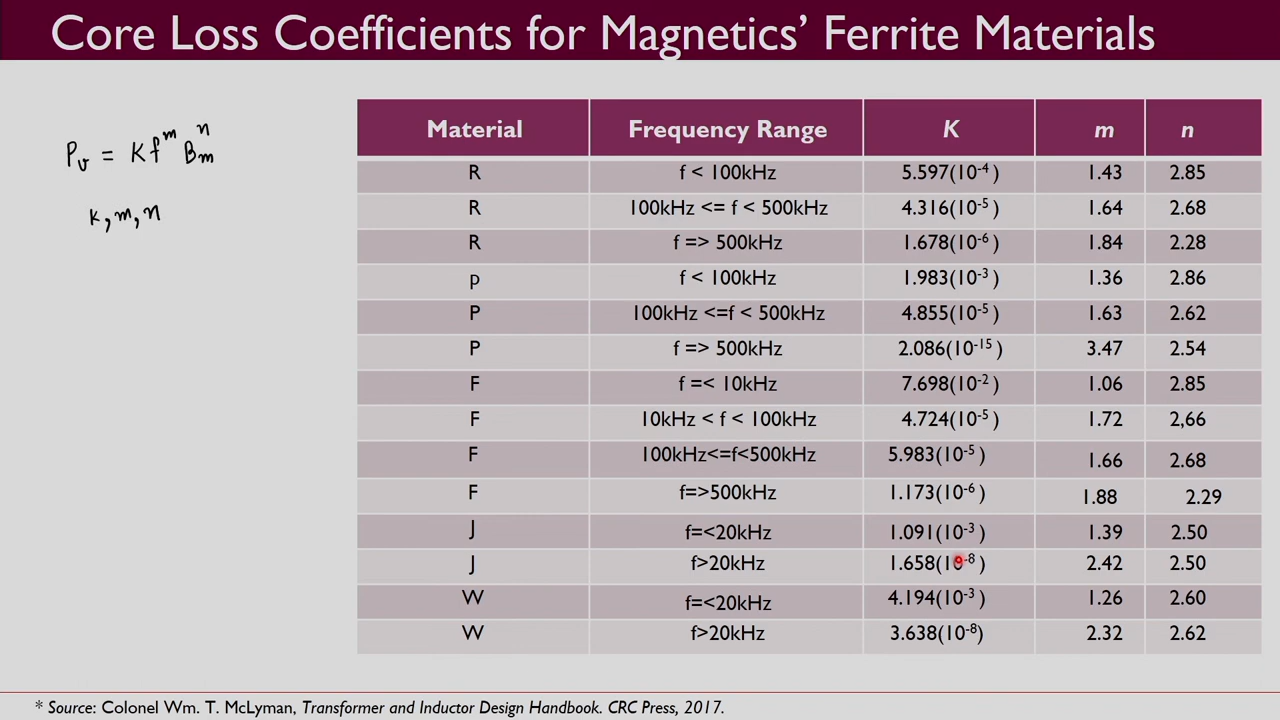 Core Loss Coefficients for Magnetics’ Ferrite Materials
Pv = K f^m Bm^n
k, m, n
Material Frequency Range K m n
R f < 100kHz 5.597(10-4 ) 1.43 2.85
R 100kHz <= f < 500kHz 4.316(10-5 ) 1.64 2.68
R f => 500kHz 1.678(10-6 ) 1.84 2.28
p f < 100kHz 1.983(10-3 ) 1.36 2.86
P 100kHz <=f < 500kHz 4.855(10-5 ) 1.63 2.62
P f => 500kHz 2.086(10-15 ) 3.47 2.54
F f =< 10kHz 7.698(10-2 ) 1.06 2.85
F 10kHz < f < 100kHz 4.724(10-5 ) 1.72 2,66
F 100kHz<=f<500kHz 5.983(10-5 ) 1.66 2.68
F f=>500kHz 1.173(10-6 ) 1.88 2.29
J f=<20kHz 1.091(10-3 ) 1.39 2.50
J f>20kHz 1.658(10-8 ) 2.42 2.50
W f=<20kHz 4.194(10-3 ) 1.26 2.60
W f>20kHz 3.638(10-8) 2.32 2.62
* Source: Colonel Wm. T. McLyman, Transformer and Inductor Design Handbook. CRC Press, 2017.